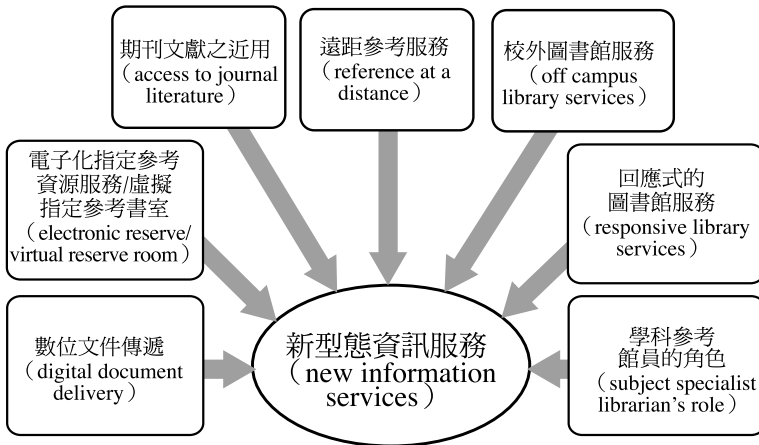 期刊文獻之近用
（access to journal
literature）
遠距參考服務
（reference at a
distance）
校外圖書館服務
（off campus
library services）
電子化指定參考
資源服務/虛擬
指定參考書室
（electronic reserve/
virtual reserve room）
回應式的
圖書館服務
（responsive library
services）
數位文件傳遞
（digital document
delivery）
新型態資訊服務
（new information
services）
學科參考
館員的角色
（subject specialist
librarian’s role）